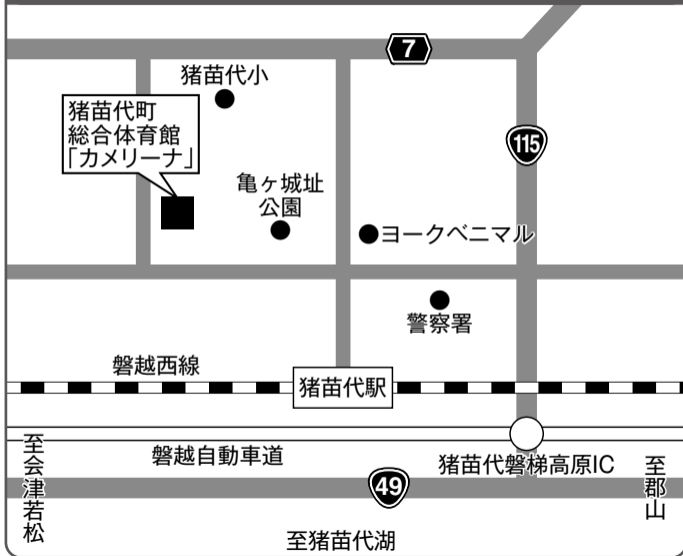 7
猪苗代小
猪苗代町
総合体育館
「カメリーナ」
115
亀ヶ城址
公園
ヨークベニマル
警察署
磐越西線
猪苗代駅
磐越自動車道
猪苗代磐梯高原IC
至会津若松
至郡山
49
至猪苗代湖